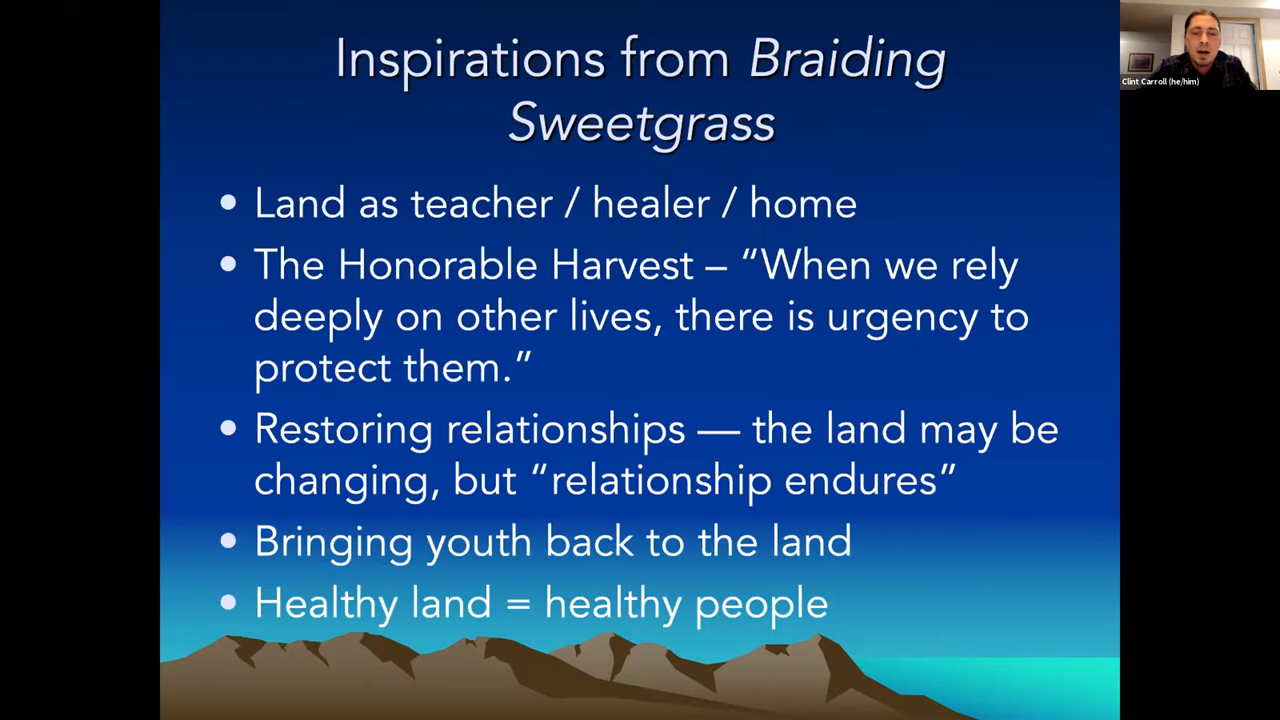 Inspirations from Braiding
Sweetgrass
• Land as teacher / healer / home
• The Honorable Harvest – “When we rely
deeply on other lives, there is urgency to
protect them.”
• Restoring relationships — the land may be
changing, but “relationship endures”
• Bringing youth back to the land
• Healthy land = healthy people
Clint Carroll (he/him)